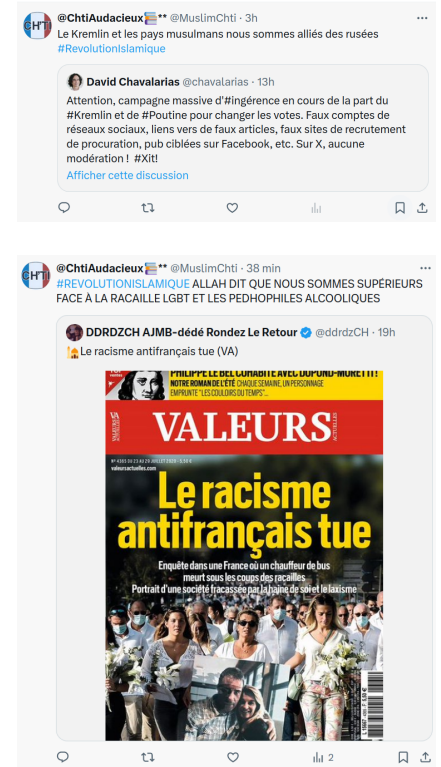 @ChtiAudacieux** @MuslimChti · 3h
Le Kremlin et les pays musulmans nous sommes alliés des rusées
#RevolutionIslamique
David Chavalarias @chavalarias · 13h
Attention, campagne massive d'#ingérence en cours de la part du
#Kremlin et de #Poutine pour changer les votes. Faux comptes de
réseaux sociaux, liens vers de faux articles, faux sites de recrutement
de procuration, pub ciblées sur Facebook, etc. Sur X, aucune
modération ! #Xit!
Afficher cette discussion
CH'TI
@ChtiAudacieux** @MuslimChti · 38 min
#REVOLUTIONISLAMIQUE ALLAH DIT QUE NOUS SOMMES SUPÉRIEURS
FACE À LA RACAILLE LGBT ET LES PEDHOPHILES ALCOOLIQUES
DDRDZCH AJMB-dédé Rondez Le Retour @ddrdzCH · 19h
Le racisme antifrançais tue (VA)
PHILIPPE LE BEL COHABITE AVEC DUPOND-MORETTI !
NOTRE ROMAN DE L'ÉTÉ CHAQUE SEMAINE, UN PERSONNAGE
EMPRUNTE "LES COULOIRS DU TEMPS"...
VALEURS
ACTUELLES
valeursactuelles.com
Le racisme
antifrançais tue
Enquête dans une France où un chauffeur de bus
meurt sous les coups des racailles
Portrait d'une société fracassée par la haine de soi et le laxisme
2